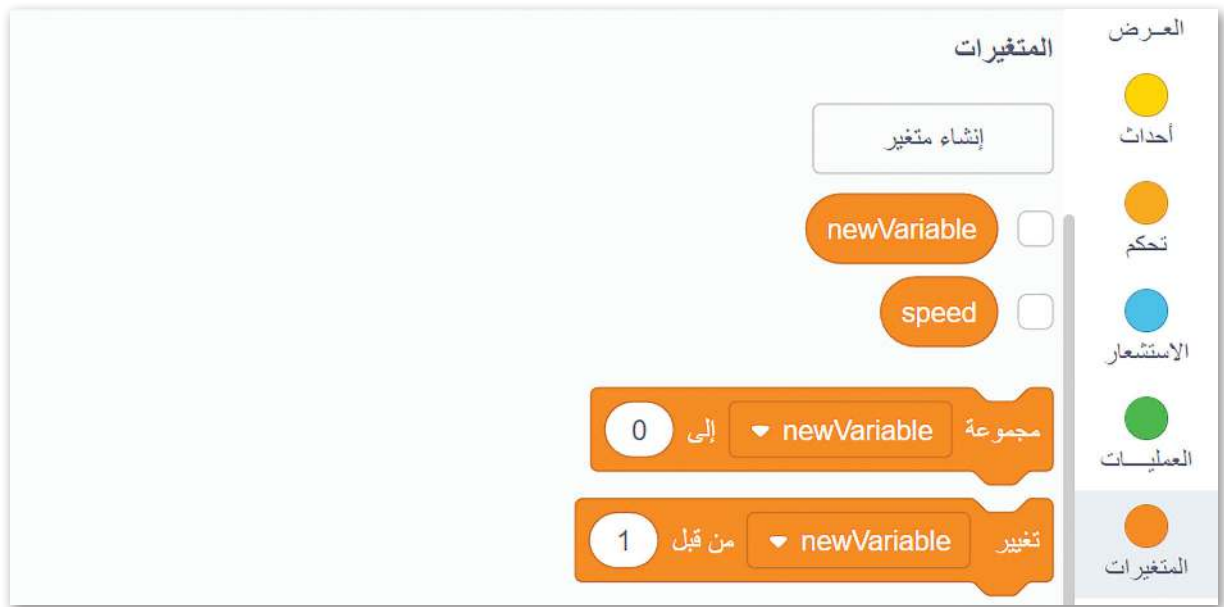 العـرض
أحداث
تحكم
الاستشعار
العمليـــات
المتغيرات
المتغيرات
إنشاء متغير
newVariable
speed
مجموعة newVariable إلى 0
تغيير newVariable من قبل 1